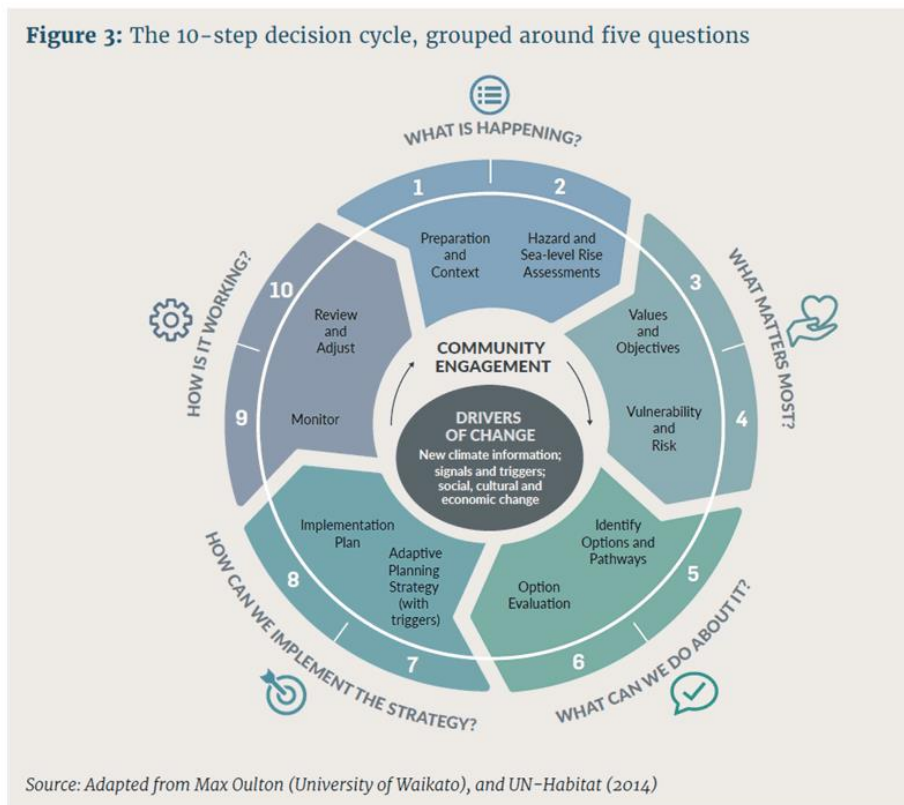 Figure 3: The 10-step decision cycle, grouped around five questions
WHAT IS HAPPENING?
1
2
Preparation
and
Context
Hazard and
Sea-level Rise
Assessments
WHAT MATTERS MOST?
3
4
Values
and
Objectives
Vulnerability
and
Risk
WHAT CAN WE DO ABOUT IT?
5
6
Identify
Options and
Pathways
Option
Evaluation
HOW CAN WE IMPLEMENT THE STRATEGY?
7
8
Adaptive
Planning
Strategy
(with
triggers)
Implementation
Plan
HOW IS IT WORKING?
9
10
Monitor
Review
and
Adjust
COMMUNITY
ENGAGEMENT
DRIVERS
OF CHANGE
New climate information;
signals and triggers;
social, cultural and
economic change
Source: Adapted from Max Oulton (University of Waikato), and UN-Habitat (2014)